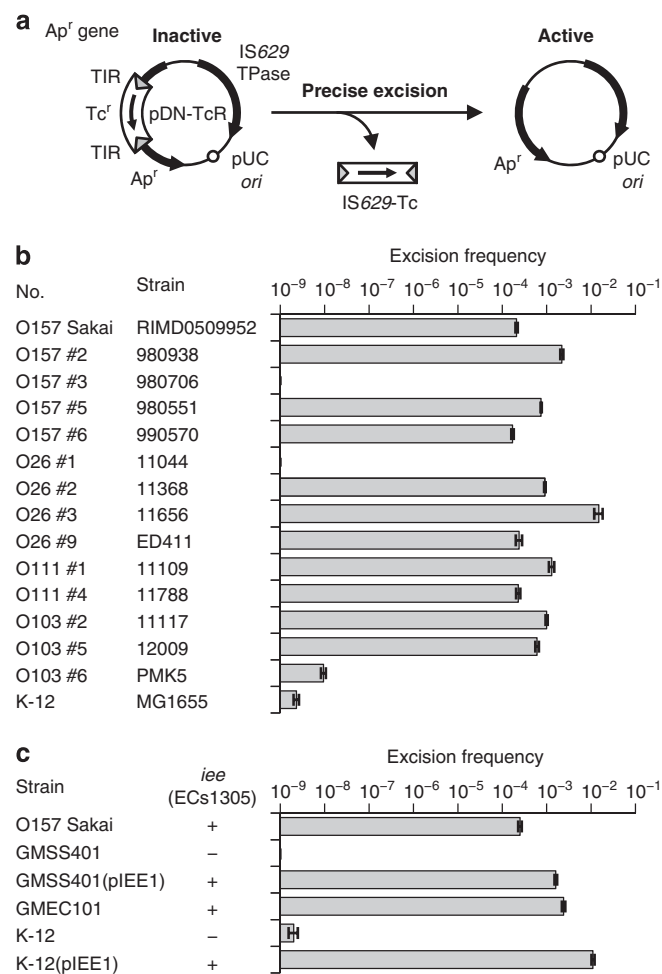 a
Ap^r gene
Inactive
Active
IS629
TPase
TIR
Tc^r
pDN-TcR
Precise excision
TIR
Ap^r
pUC
ori
IS629-Tc
Ap^r
pUC
ori
b
Excision frequency
No. Strain
10^−9 10^−8 10^−7 10^−6 10^−5 10^−4 10^−3 10^−2 10^−1
O157 Sakai RIMD0509952
O157 #2 980938
O157 #3 980706
O157 #5 980551
O157 #6 990570
O26 #1 11044
O26 #2 11368
O26 #3 11656
O26 #9 ED411
O111 #1 11109
O111 #4 11788
O103 #2 11117
O103 #5 12009
O103 #6 PMK5
K-12 MG1655
c
Excision frequency
Strain iee
(ECs1305)
10^−9 10^−8 10^−7 10^−6 10^−5 10^−4 10^−3 10^−2 10^−1
O157 Sakai +
GMSS401 −
GMSS401(pIEE1) +
GMEC101 +
K-12 −
K-12(pIEE1) +